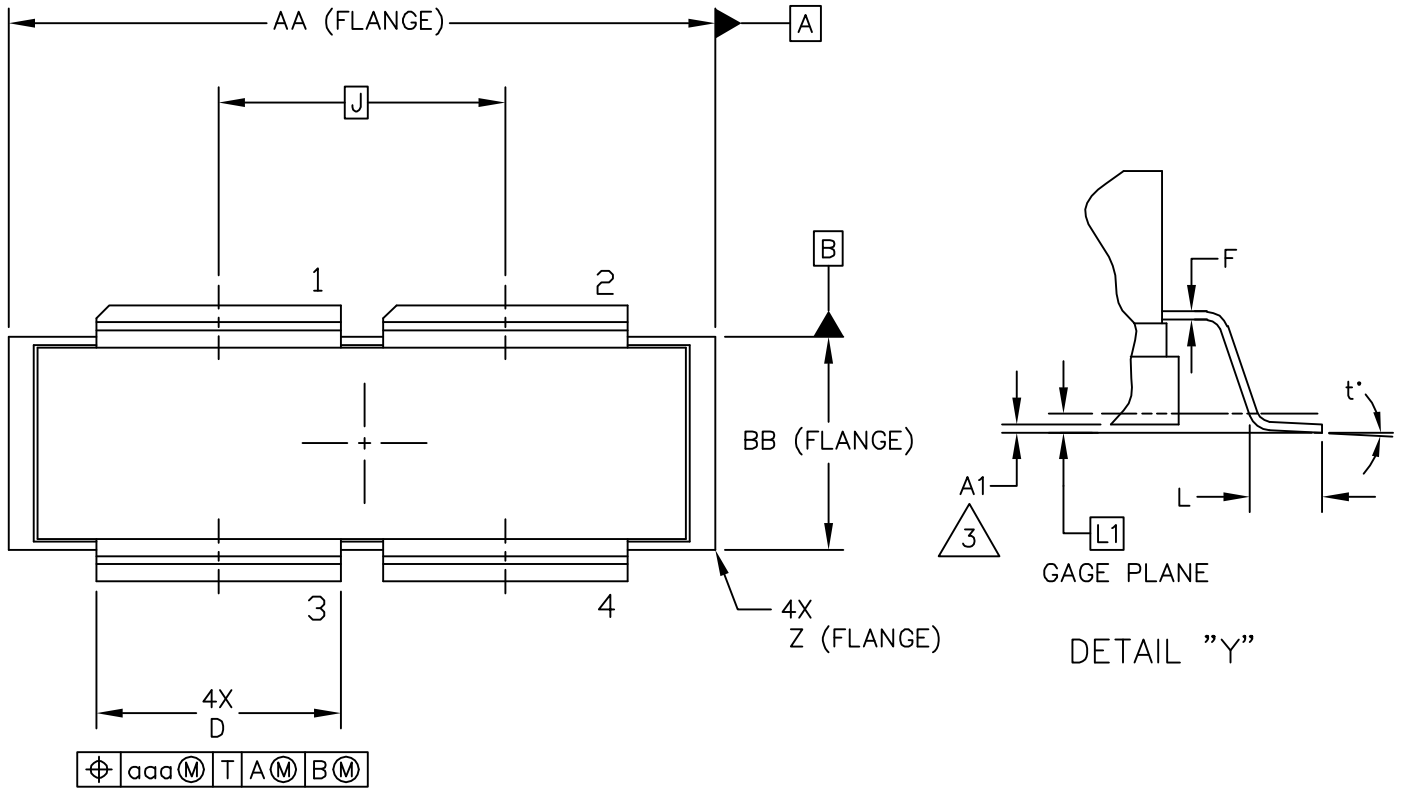 AA (FLANGE)
A
J
B
1
2
F
t°
BB (FLANGE)
A1
3
L
L1
GAGE PLANE
3
4
4X
Z (FLANGE)
DETAIL "Y"
4X
D
⌖ aaa Ⓜ T A Ⓜ B Ⓜ